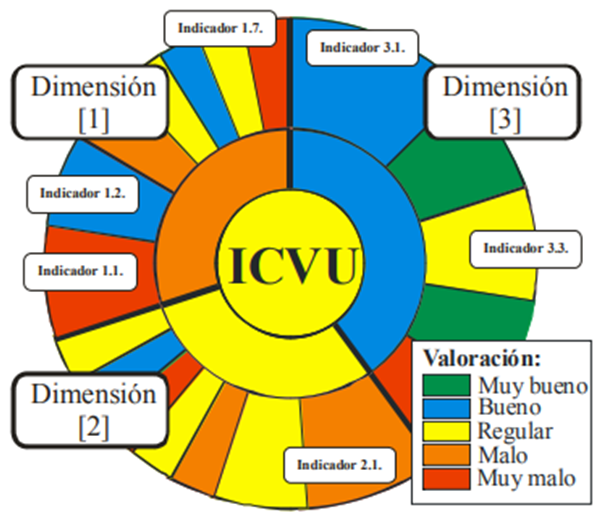 Indicador 1.7.
Indicador 3.1.
Dimensión
[1]
Dimensión
[3]
Indicador 1.2.
Indicador 3.3.
ICVU
Indicador 1.1.
Dimensión
[2]
Indicador 2.1.
Valoración:
Muy bueno
Bueno
Regular
Malo
Muy malo